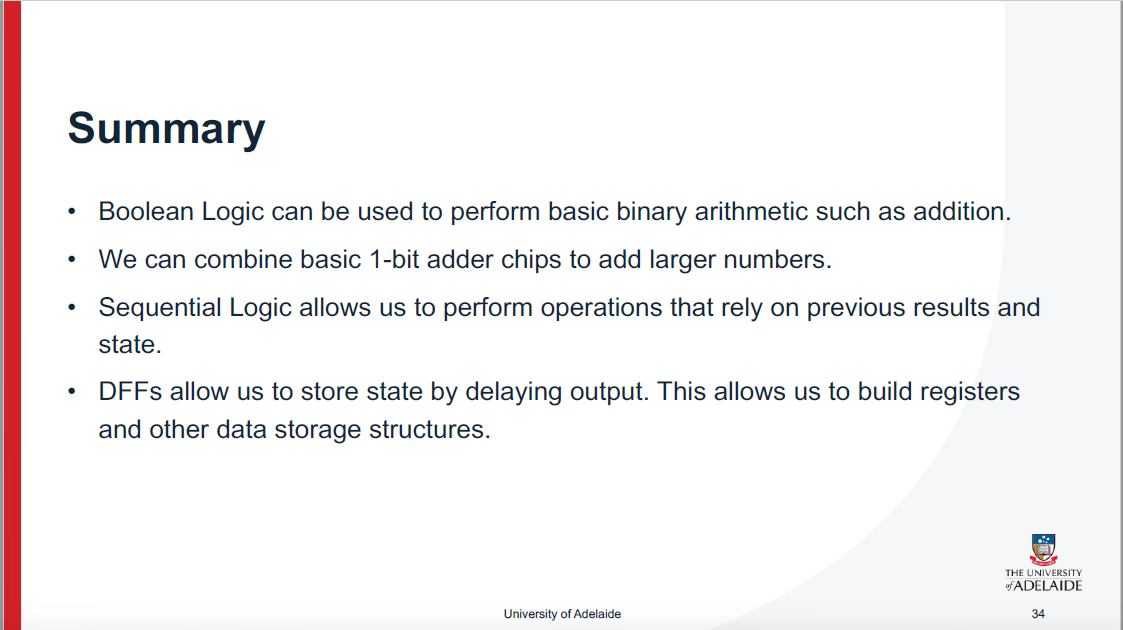 Summary
• Boolean Logic can be used to perform basic binary arithmetic such as addition.
• We can combine basic 1-bit adder chips to add larger numbers.
• Sequential Logic allows us to perform operations that rely on previous results and
state.
• DFFs allow us to store state by delaying output. This allows us to build registers
and other data storage structures.
THE UNIVERSITY
of ADELAIDE
University of Adelaide
34